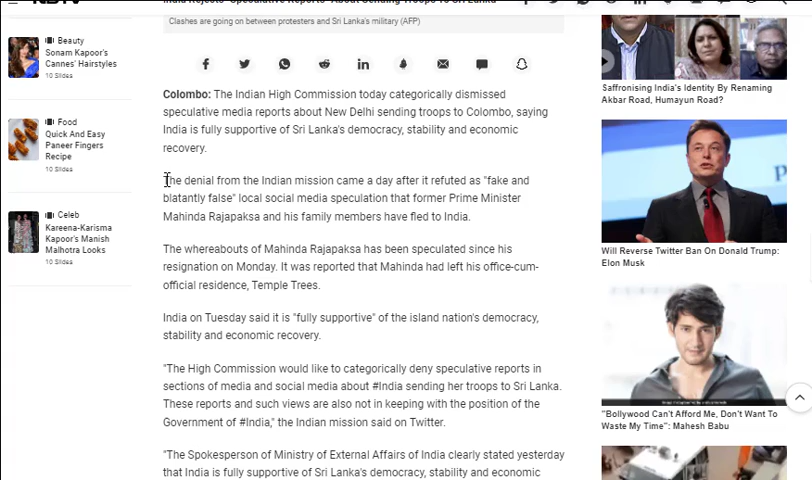 NDTV
India Rejects "Speculative Reports" About Sending Troops To Sri Lanka
Clashes are going on between protesters and Sri Lanka's military (AFP)
Beauty
Sonam Kapoor's
Cannes' Hairstyles
10 Slides
Food
Quick And Easy
Paneer Fingers
Recipe
10 Slides
Celeb
Kareena-Karisma
Kapoor's Manish
Malhotra Looks
10 Slides
Colombo: The Indian High Commission today categorically dismissed
speculative media reports about New Delhi sending troops to Colombo, saying
India is fully supportive of Sri Lanka's democracy, stability and economic
recovery.
The denial from the Indian mission came a day after it refuted as "fake and
blatantly false" local social media speculation that former Prime Minister
Mahinda Rajapaksa and his family members have fled to India.
The whereabouts of Mahinda Rajapaksa has been speculated since his
resignation on Monday. It was reported that Mahinda had left his office-cum-
official residence, Temple Trees.
India on Tuesday said it is "fully supportive" of the island nation's democracy,
stability and economic recovery.
"The High Commission would like to categorically deny speculative reports in
sections of media and social media about #India sending her troops to Sri Lanka.
These reports and such views are also not in keeping with the position of the
Government of #India," the Indian mission said on Twitter.
"The Spokesperson of Ministry of External Affairs of India clearly stated yesterday
that India is fully supportive of Sri Lanka's democracy, stability and economic
Saffronising India's Identity By Renaming
Akbar Road, Humayun Road?
Will Reverse Twitter Ban On Donald Trump:
Elon Musk
"Bollywood Can't Afford Me, Don't Want To
Waste My Time": Mahesh Babu